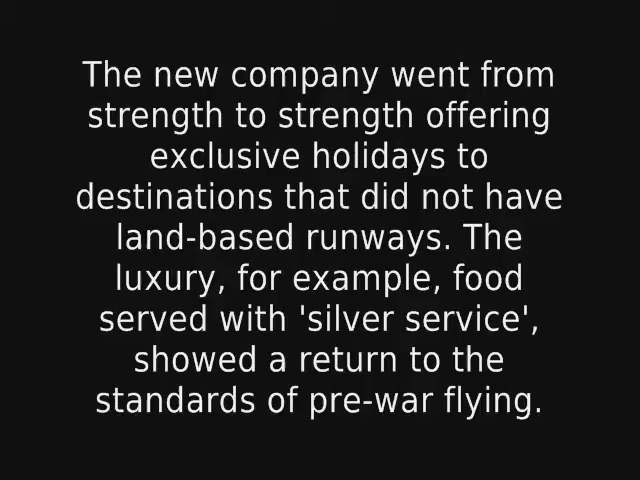 The new company went from
strength to strength offering
exclusive holidays to
destinations that did not have
land-based runways. The
luxury, for example, food
served with 'silver service',
showed a return to the
standards of pre-war flying.